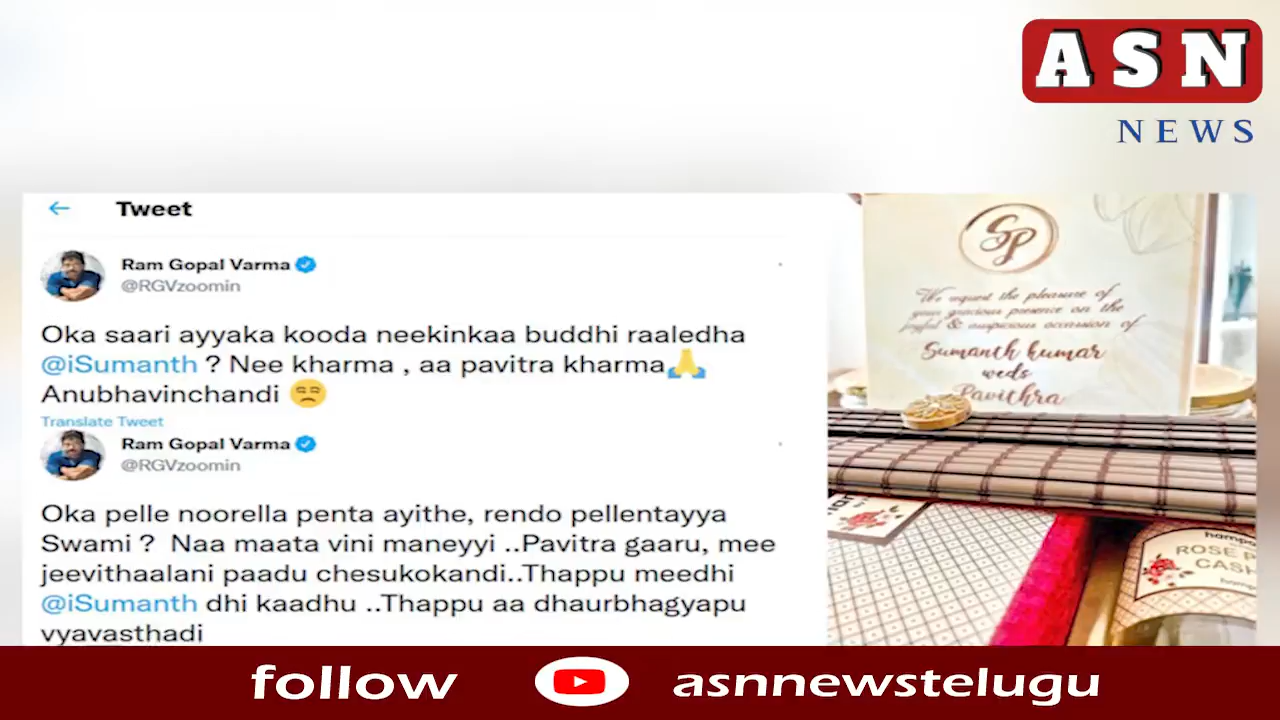 ASN
NEWS
Tweet
Ram Gopal Varma
@RGVzoomin
Oka saari ayyaka kooda neekinkaa buddhi raaledha
@iSumanth ? Nee kharma , aa pavitra kharma🙏
Anubhavinchandi 😒
Translate Tweet
Ram Gopal Varma
@RGVzoomin
Oka pelle noorella penta ayithe, rendo pellentayya
Swami ? Naa maata vini maneyyi ..Pavitra gaaru, mee
jeevithaalani paadu chesukokandi..Thappu meedhi
@iSumanth dhi kaadhu ..Thappu aa dhaurbhagyapu
vyavasthadi
SP
We request the pleasure of
your gracious presence on the
joyful & auspicious occassion of
Sumanth kumar
weds
Pavithra
ROSE
CASH
follow
asnnewstelugu